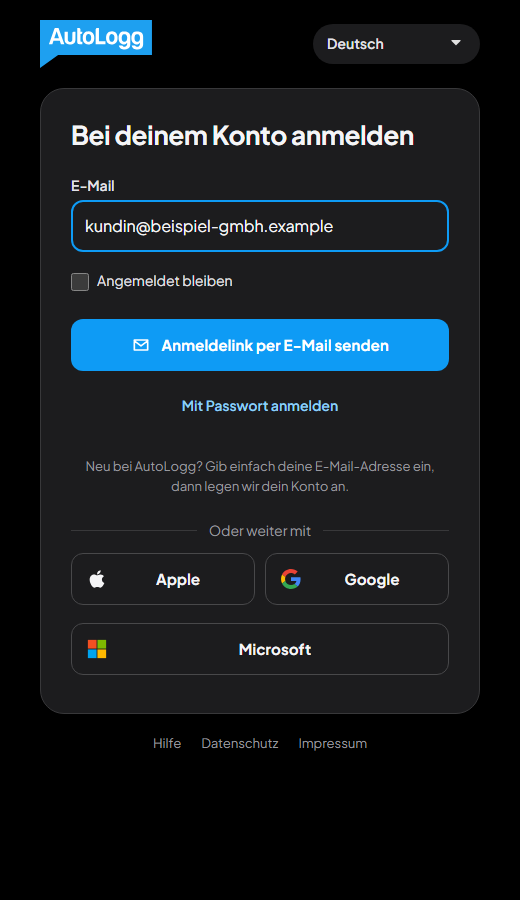 AutoLogg
Deutsch
Bei deinem Konto anmelden
E-Mail
kundin@beispiel-gmbh.example
Angemeldet bleiben
Anmeldelink per E-Mail senden
Mit Passwort anmelden
Neu bei AutoLogg? Gib einfach deine E-Mail-Adresse ein,
dann legen wir dein Konto an.
Oder weiter mit
Apple
Google
Microsoft
Hilfe Datenschutz Impressum